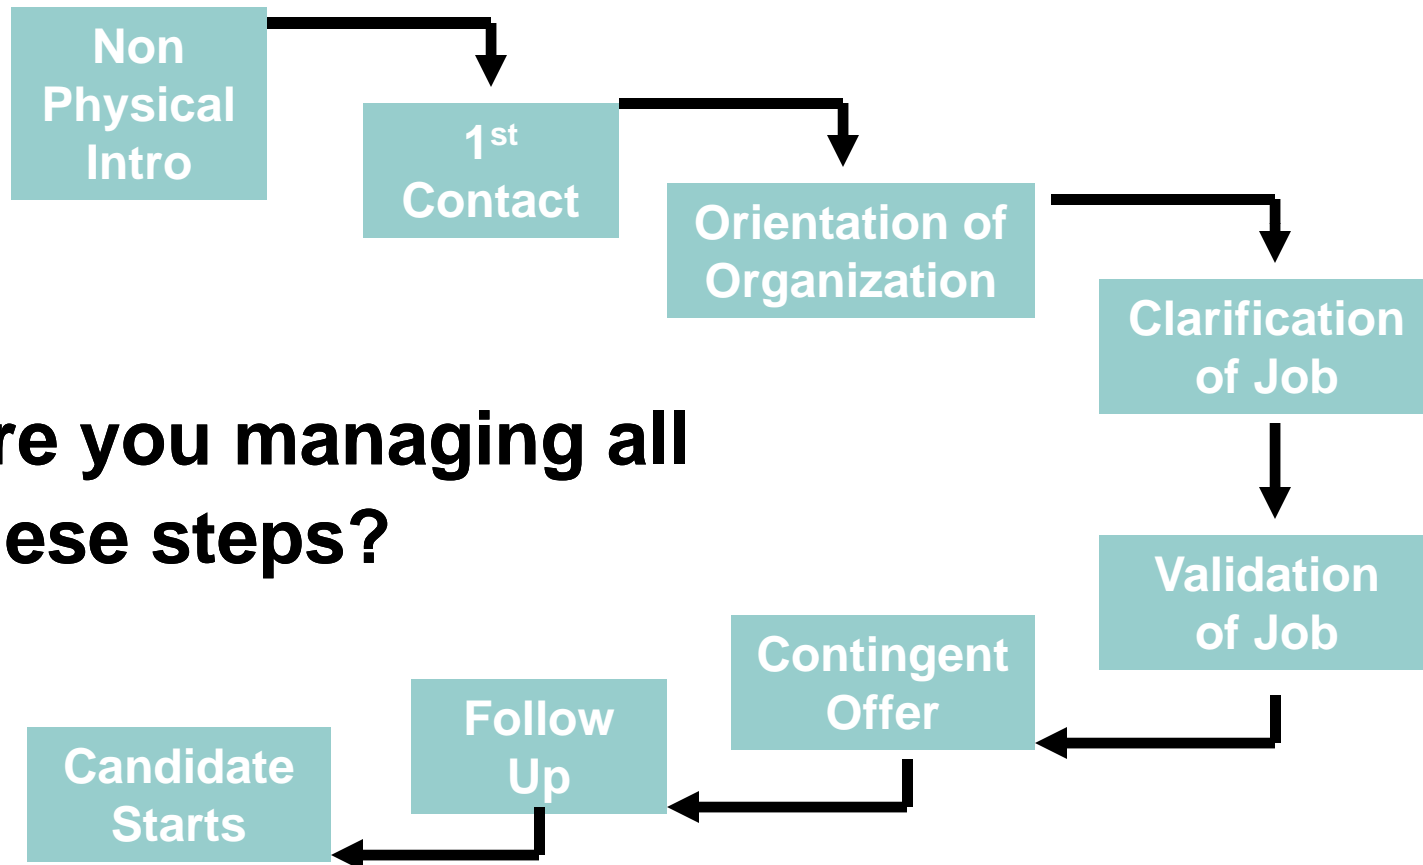 Non
Physical
Intro
1st
Contact
Orientation of
Organization
Clarification
of Job
re you managing all
ese steps?
Validation
of Job
Contingent
Offer
Follow
Up
Candidate
Starts